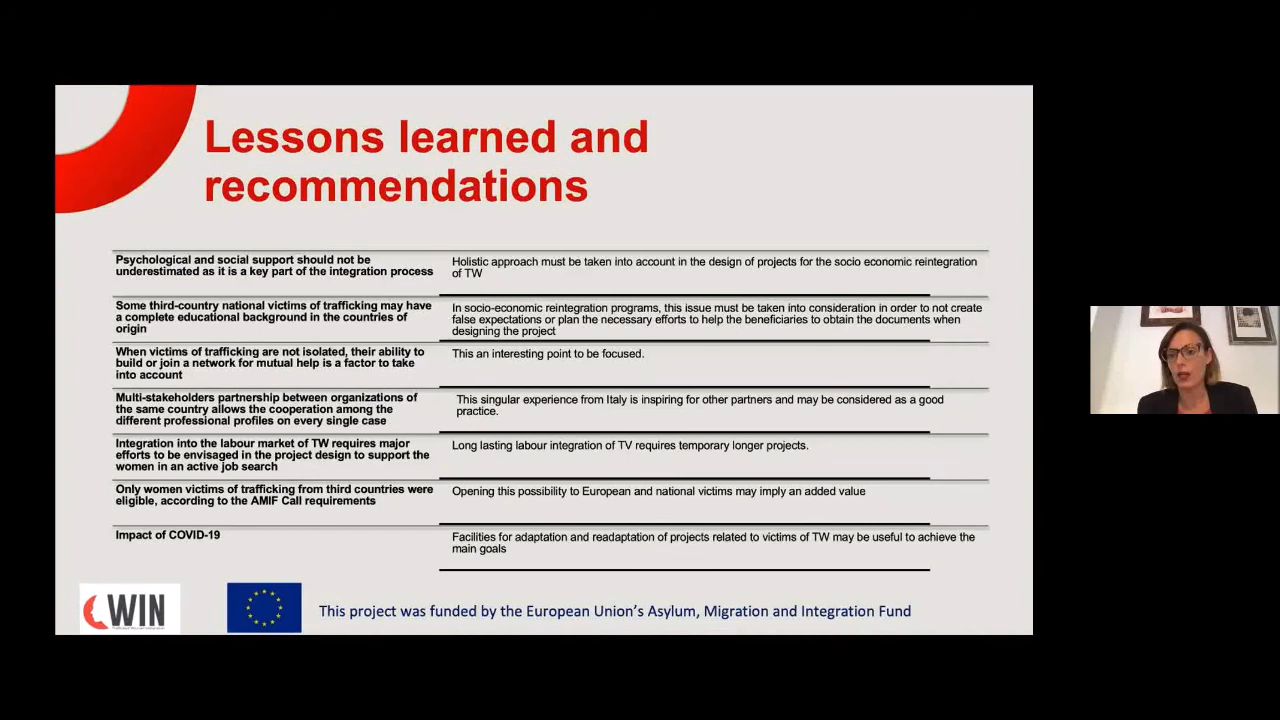 Lessons learned and
recommendations
Psychological and social support should not be
underestimated as it is a key part of the integration process
Holistic approach must be taken into account in the design of projects for the socio economic reintegration
of TW
Some third-country national victims of trafficking may have
a complete educational background in the countries of
origin
In socio-economic reintegration programs, this issue must be taken into consideration in order to not create
false expectations or plan the necessary efforts to help the beneficiaries to obtain the documents when
designing the project
When victims of trafficking are not isolated, their ability to
build or join a network for mutual help is a factor to take
into account
This an interesting point to be focused.
Multi-stakeholders partnership between organizations of
the same country allows the cooperation among the
different professional profiles on every single case
This singular experience from Italy is inspiring for other partners and may be considered as a good
practice.
Integration into the labour market of TW requires major
efforts to be envisaged in the project design to support the
women in an active job search
Long lasting labour integration of TV requires temporary longer projects.
Only women victims of trafficking from third countries were
eligible, according to the AMIF Call requirements
Opening this possibility to European and national victims may imply an added value
Impact of COVID-19
Facilities for adaptation and readaptation of projects related to victims of TW may be useful to achieve the
main goals
WIN
This project was funded by the European Union's Asylum, Migration and Integration Fund